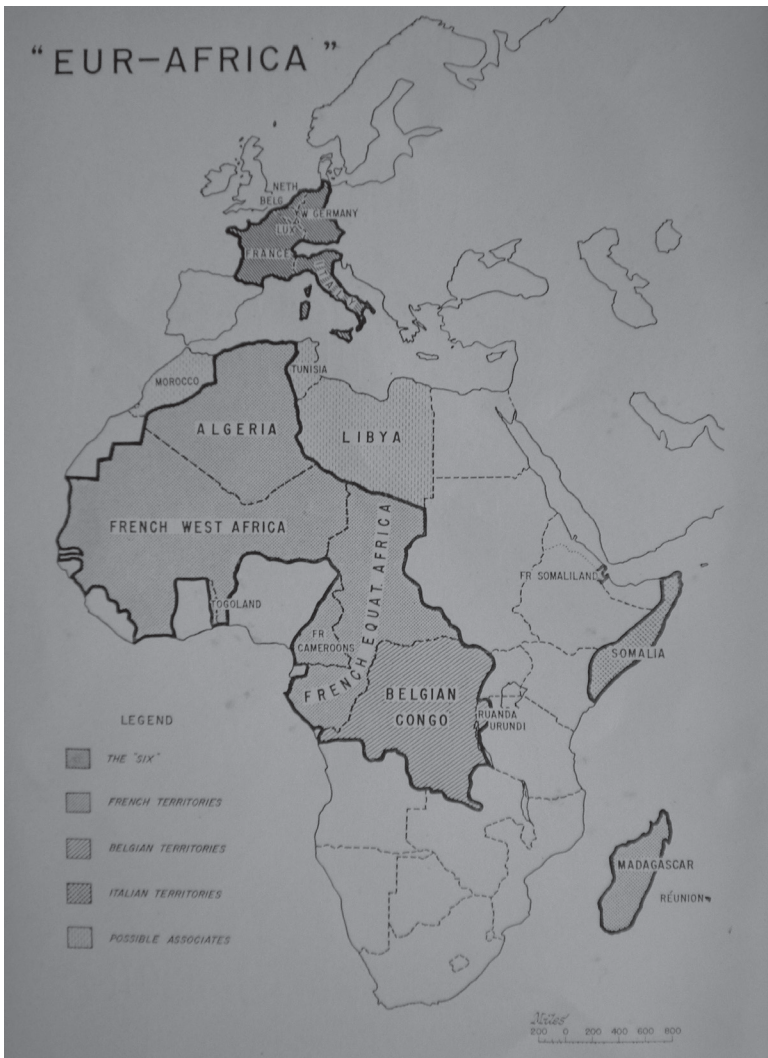 "EUR-AFRICA"
NETH
BELG
W. GERMANY
LUX
FRANCE
ITALY
MOROCCO
TUNISIA
ALGERIA
LIBYA
FRENCH WEST AFRICA
FR SOMALILAND
TOGOLAND
FR.
CAMEROONS
FRENCH EQUAT. AFRICA
SOMALIA
BELGIAN
CONGO
RUANDA
URUNDI
MADAGASCAR
RÉUNION
LEGEND
THE "SIX"
FRENCH TERRITORIES
BELGIAN TERRITORIES
ITALIAN TERRITORIES
POSSIBLE ASSOCIATES
Miles
200 0 200 400 600 800